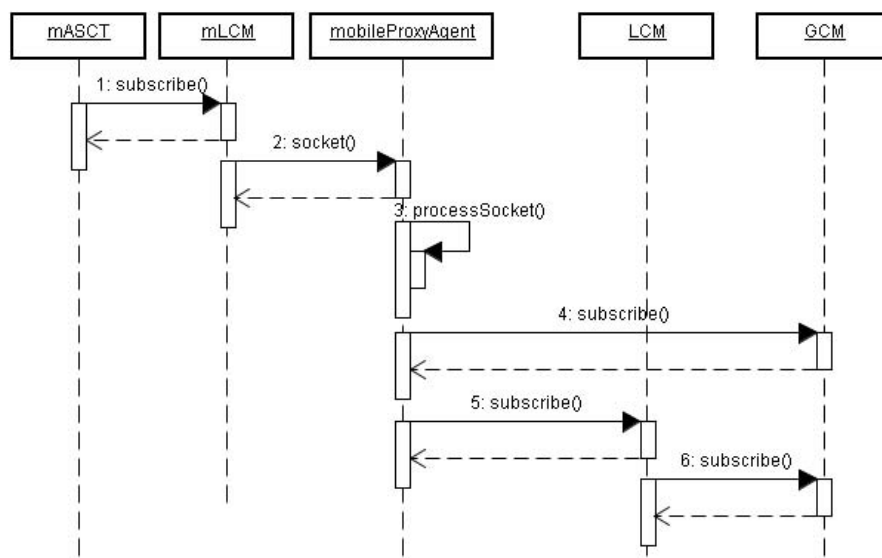 mASCT
mLCM
mobileProxyAgent
LCM
GCM
1: subscribe()
2: socket()
3: processSocket()
4: subscribe()
5: subscribe()
6: subscribe()